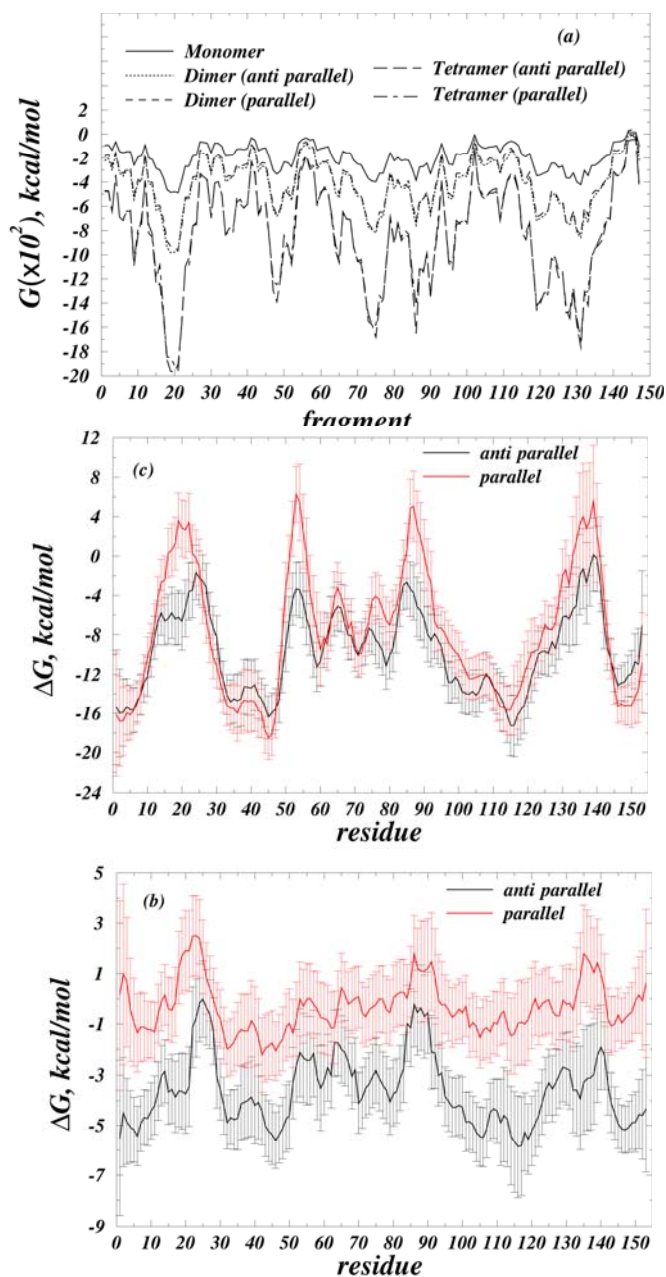 (a)
Monomer
Dimer (anti parallel)
Dimer (parallel)
Tetramer (anti parallel)
Tetramer (parallel)
G(x10²), kcal/mol
2
0
-2
-4
-6
-8
-10
-12
-14
-16
-18
-20
0 10 20 30 40 50 60 70 80 90 100 110 120 130 140 150
fragment
(c)
anti parallel
parallel
ΔG, kcal/mol
12
8
4
0
-4
-8
-12
-16
-20
-24
0 10 20 30 40 50 60 70 80 90 100 110 120 130 140 150
residue
(b)
anti parallel
parallel
ΔG, kcal/mol
5
3
1
-1
-3
-5
-7
-9
0 10 20 30 40 50 60 70 80 90 100 110 120 130 140 150
residue